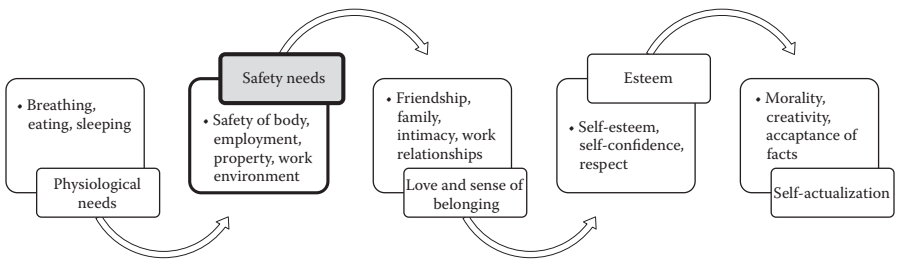 • Breathing,
eating, sleeping
Physiological
needs
Safety needs
• Safety of body,
employment,
property, work
environment
• Friendship,
family,
intimacy, work
relationships
Love and sense of
belonging
Esteem
• Self-esteem,
self-confidence,
respect
• Morality,
creativity,
accaptance of
facts
Self-actualization